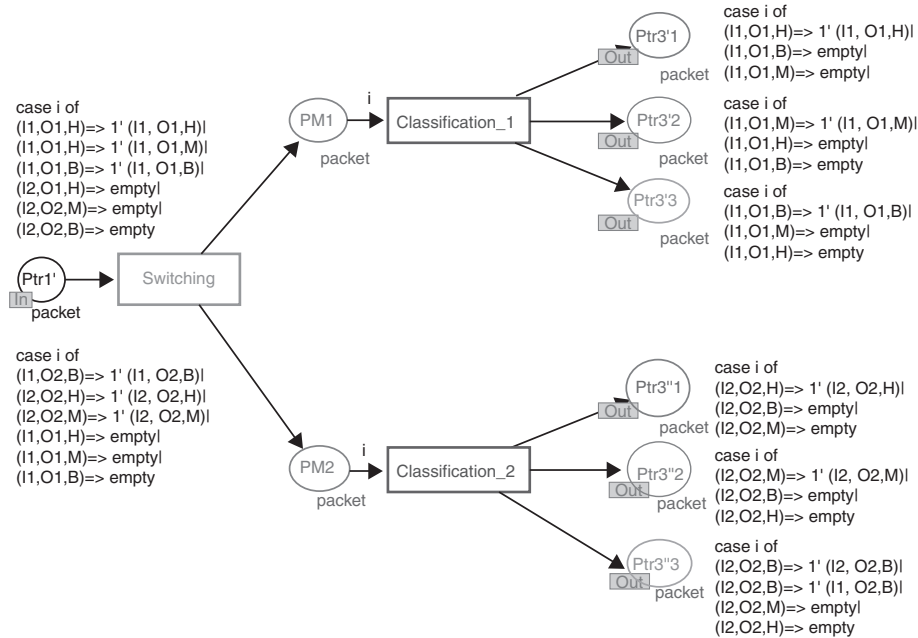 case i of
(I1,O1,H)=> 1' (I1, O1,H)|
(I1,O1,B)=> empty|
(I1,O1,M)=> empty|
Ptr3'1
Out
packet
case i of
(I1,O1,H)=> 1' (I1, O1,H)|
(I1,O1,H)=> 1' (I1, O1,M)|
(I1,O1,B)=> 1' (I1, O1,B)|
(I2,O1,H)=> empty|
(I2,O2,M)=> empty|
(I2,O2,B)=> empty
PM1
packet
i
Classification_1
Ptr3'2
Out
packet
case i of
(I1,O1,M)=> 1' (I1, O1,M)|
(I1,O1,H)=> empty|
(I1,O1,B)=> empty
Ptr3'3
Out
packet
case i of
(I1,O1,B)=> 1' (I1, O1,B)|
(I1,O1,M)=> empty|
(I1,O1,H)=> empty
Ptr1'
In
packet
Switching
case i of
(I1,O2,B)=> 1' (I1, O2,B)|
(I2,O2,H)=> 1' (I2, O2,H)|
(I2,O2,M)=> 1' (I2, O2,M)|
(I1,O1,H)=> empty|
(I1,O1,M)=> empty|
(I1,O1,B)=> empty
PM2
packet
i
Classification_2
Ptr3"1
Out
packet
case i of
(I2,O2,H)=> 1' (I2, O2,H)|
(I2,O2,B)=> empty|
(I2,O2,M)=> empty
Ptr3"2
Out
packet
case i of
(I2,O2,M)=> 1' (I2, O2,M)|
(I2,O2,B)=> empty|
(I2,O2,H)=> empty
Ptr3"3
Out
packet
case i of
(I2,O2,B)=> 1' (I2, O2,B)|
(I2,O2,B)=> 1' (I1, O2,B)|
(I2,O2,M)=> empty|
(I2,O2,H)=> empty